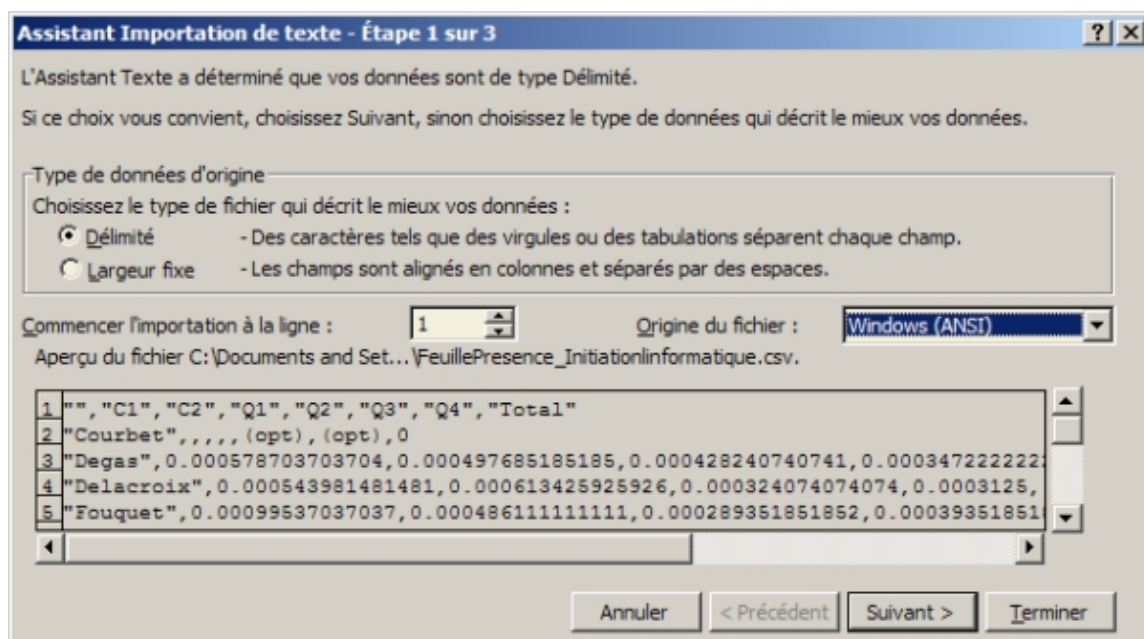 Assistant Importation de texte - Étape 1 sur 3
L'Assistant Texte a déterminé que vos données sont de type Délimité.
Si ce choix vous convient, choisissez Suivant, sinon choisissez le type de données qui décrit le mieux vos données.
Type de données d'origine
Choisissez le type de fichier qui décrit le mieux vos données :
Délimité - Des caractères tels que des virgules ou des tabulations séparent chaque champ.
Largeur fixe - Les champs sont alignés en colonnes et séparés par des espaces.
Commencer l'importation à la ligne : 1 Origine du fichier : Windows (ANSI)
Aperçu du fichier C:\Documents and Set...\FeuillePresence_Initiationlinformatique.csv.
1 "","C1","C2","Q1","Q2","Q3","Q4","Total"
2 "Courbet",,,,,(opt),(opt),0
3 "Degas",0.000578703703704,0.000497685185185,0.000428240740741,0.0003472222222
4 "Delacroix",0.000543981481481,0.000613425925926,0.000324074074074,0.0003125,
5 "Fouquet",0.00099537037037,0.000486111111111,0.000289351851852,0.00039351851
Annuler < Précédent Suivant > Terminer